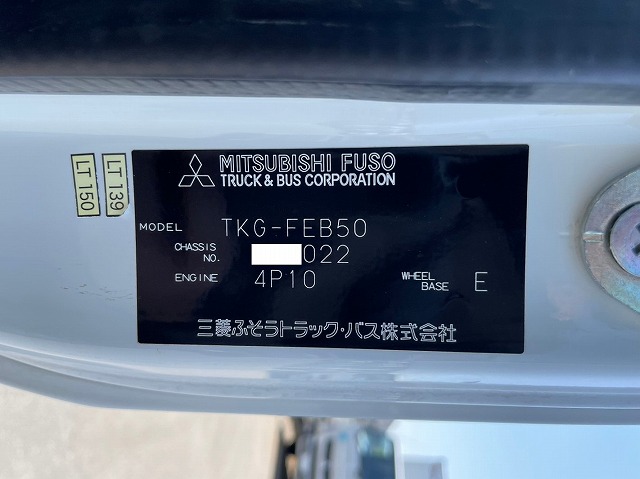 MITSUBISHI FUSO
TRUCK & BUS CORPORATION
MODEL TKG-FEB50
CHASSIS NO. 022
ENGINE 4P10 WHEEL BASE E
三菱ふそうトラック・バス株式会社
LT 139
LT 150